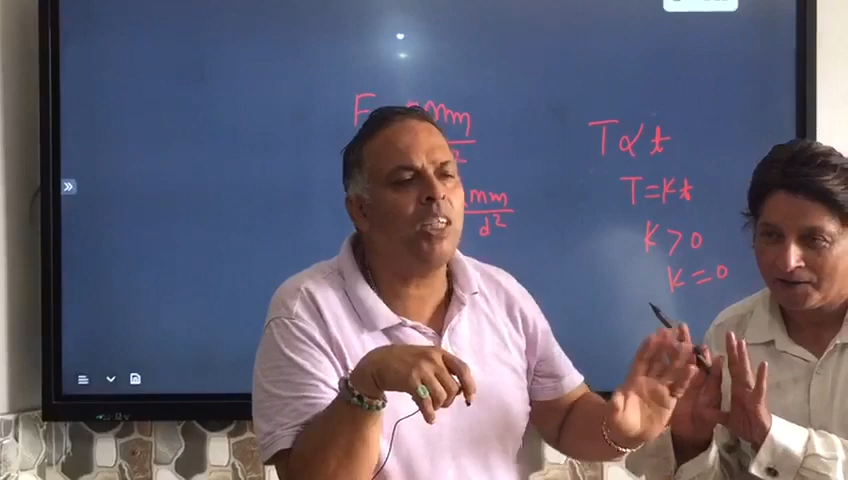 F
mm
T ∝ t
mm
T = Kt
d²
K > 0
K = 0